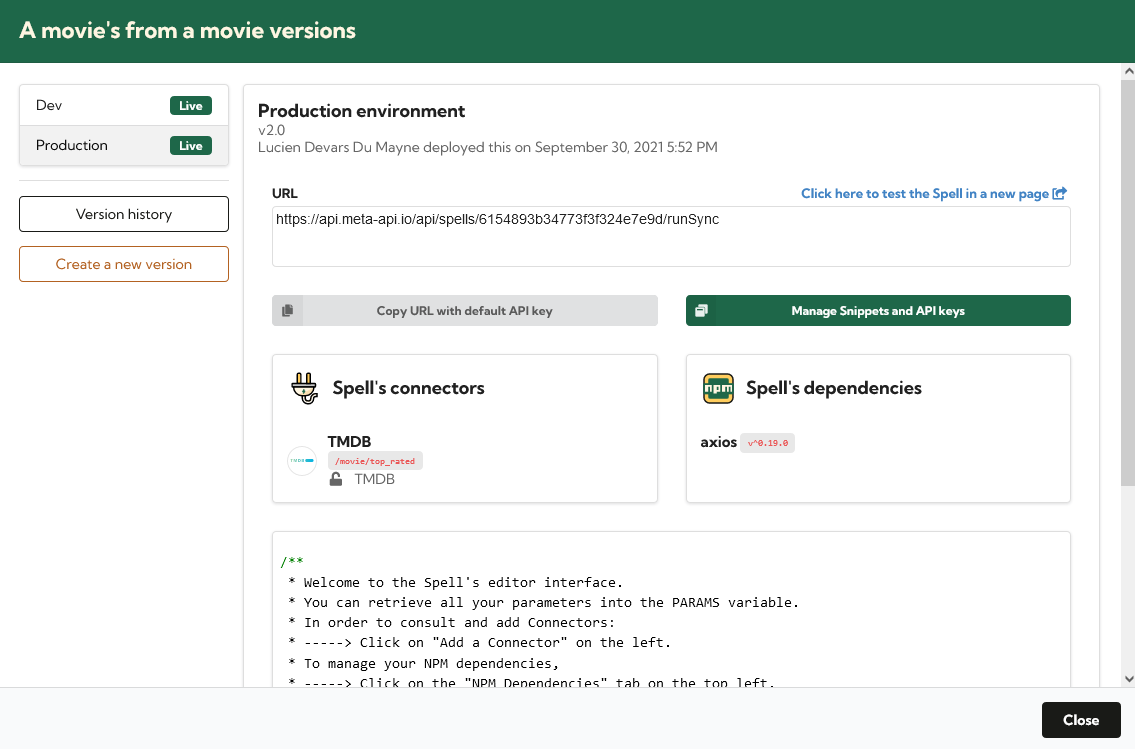 A movie's from a movie versions
Dev
Live
Production
Live
Version history
Create a new version
Production environment
v2.0
Lucien Devars Du Mayne deployed this on September 30, 2021 5:52 PM
URL
Click here to test the Spell in a new page
https://api.meta-api.io/api/spells/6154893b34773f3f324e7e9d/runSync
Copy URL with default API key
Manage Snippets and API keys
Spell's connectors
TMDB
TMDB
/movie/top_rated
TMDB
npm
Spell's dependencies
axios v^0.19.0
/**
* Welcome to the Spell's editor interface.
* You can retrieve all your parameters into the PARAMS variable.
* In order to consult and add Connectors:
* -----> Click on "Add a Connector" on the left.
* To manage your NPM dependencies,
* -----> Click on the "NPM Dependencies" tab on the top left.
Close